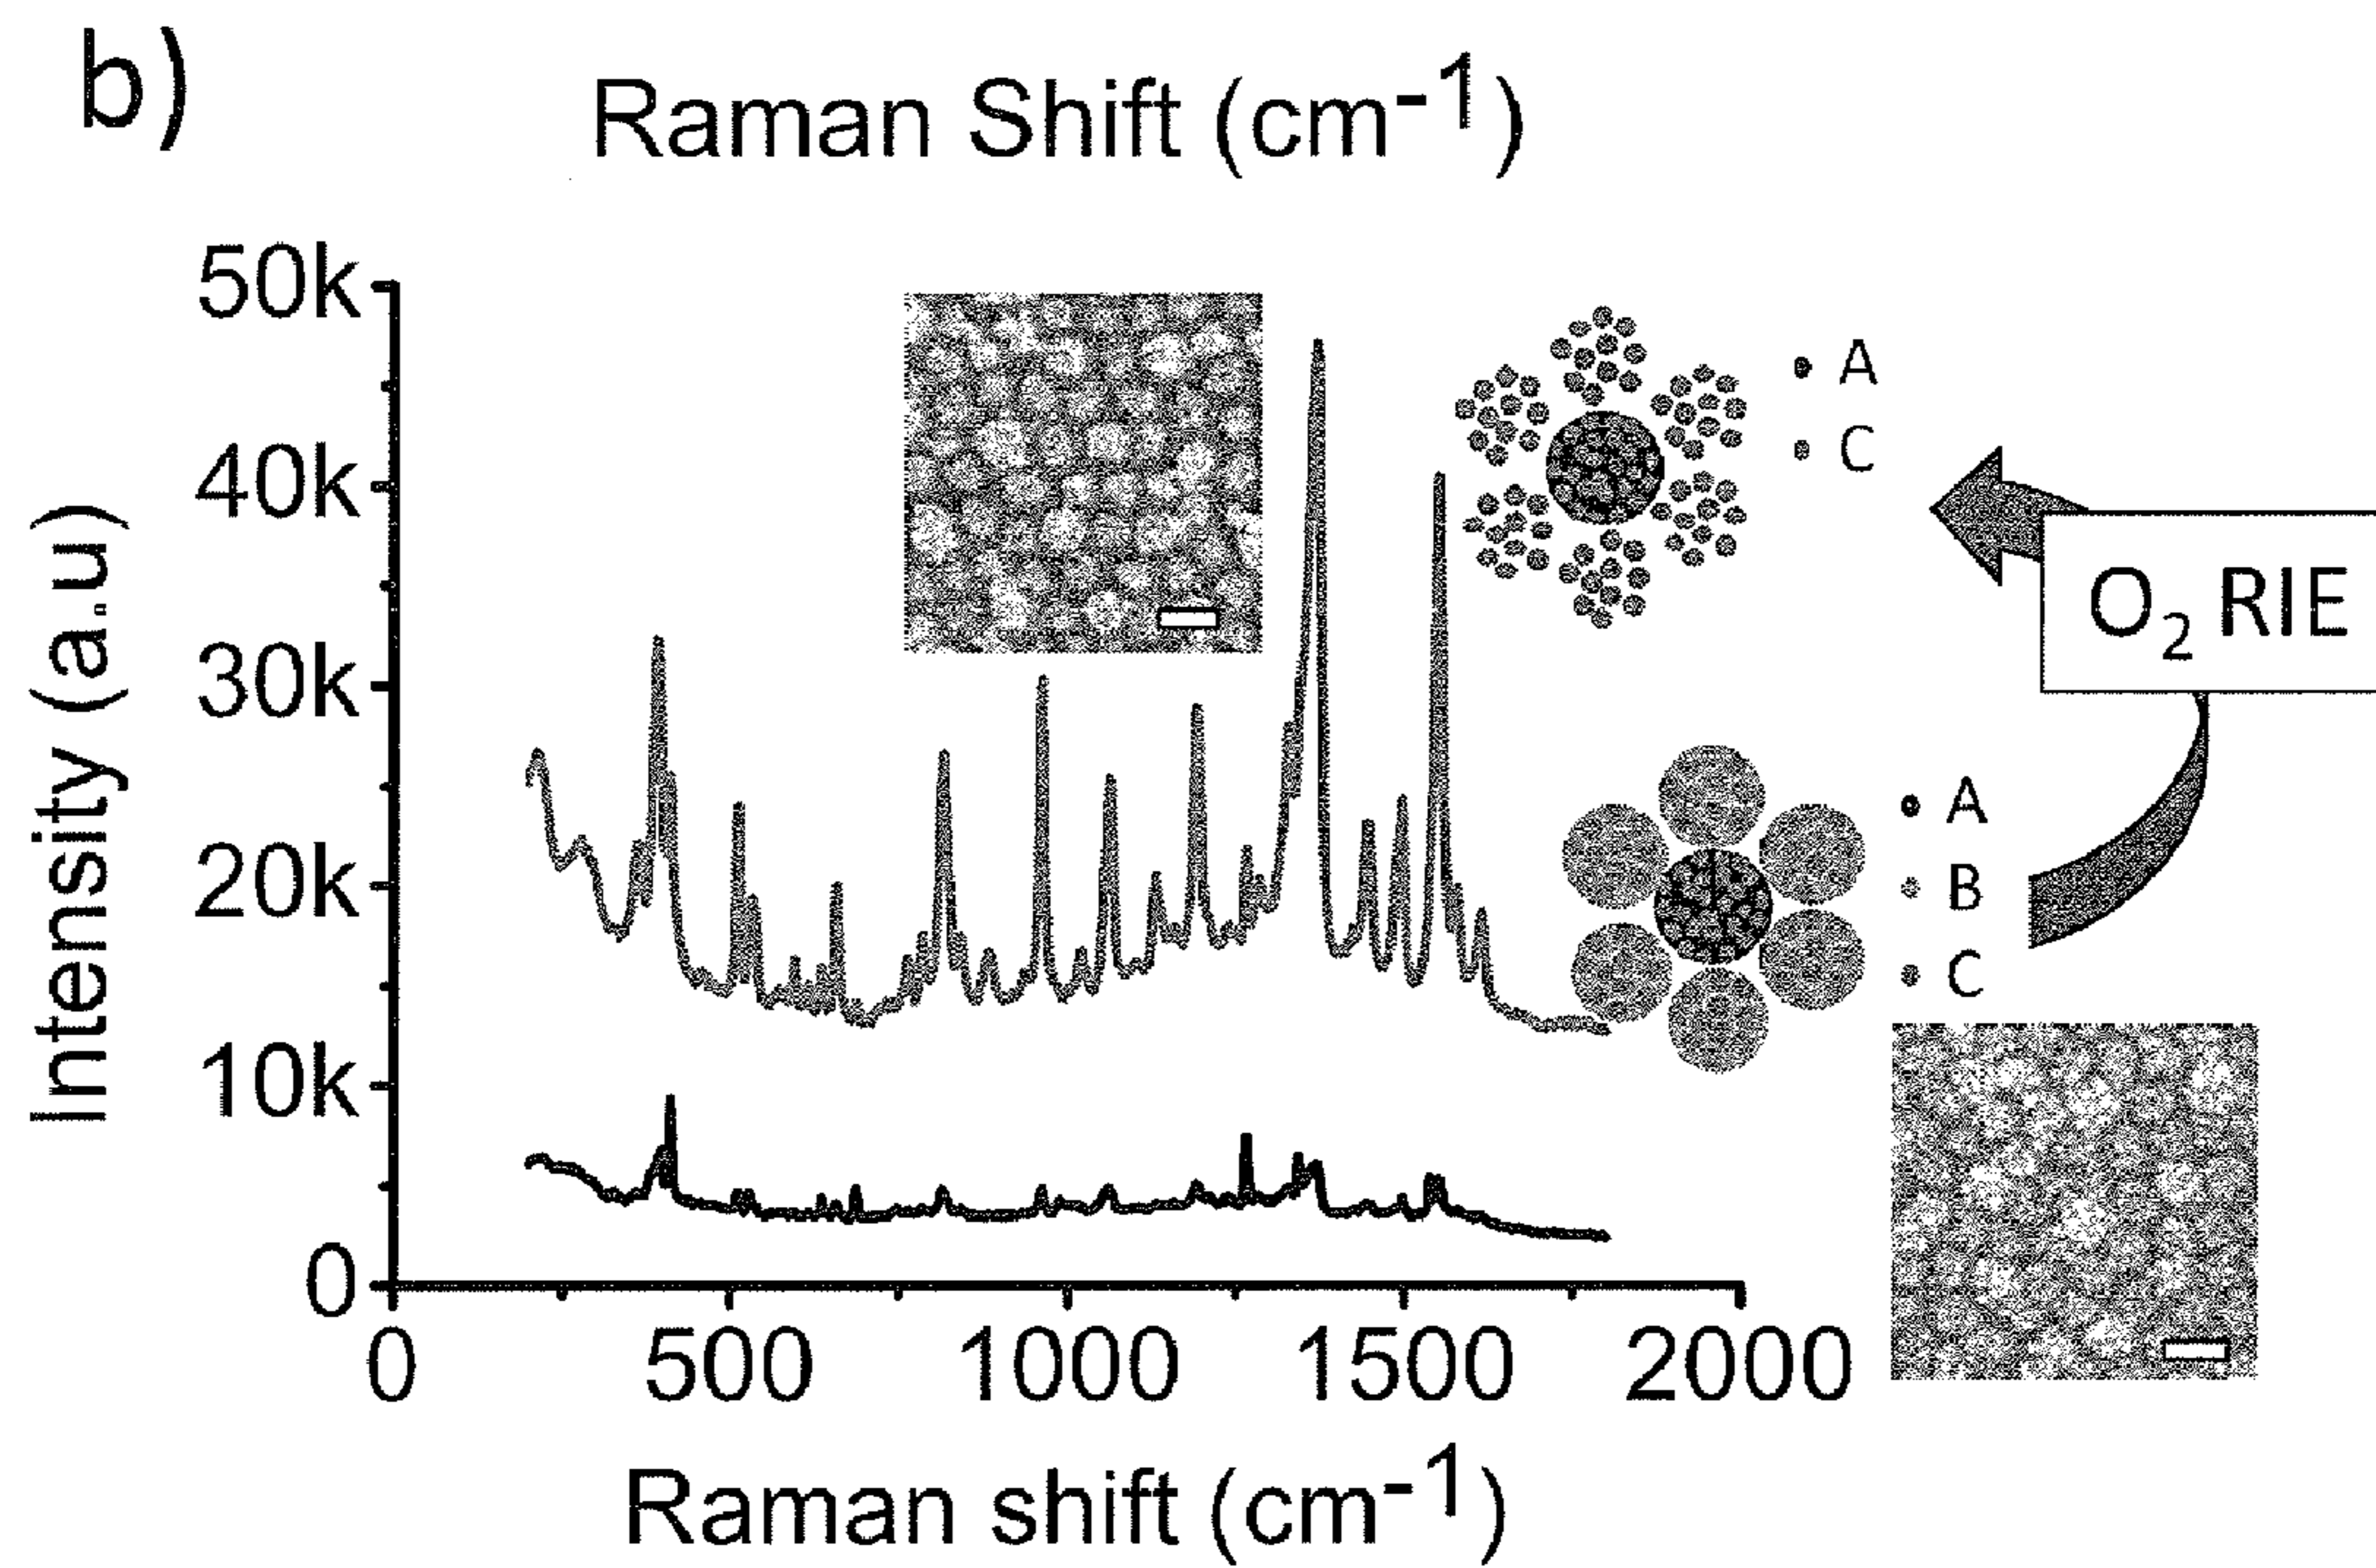 b)
Raman Shift (cm-1)
50k
40k
30k
20k
10k
0
Intensity (a.u)
0 500 1000 1500 2000
Raman shift (cm-1)
A
C
O2 RIE
A
B
C